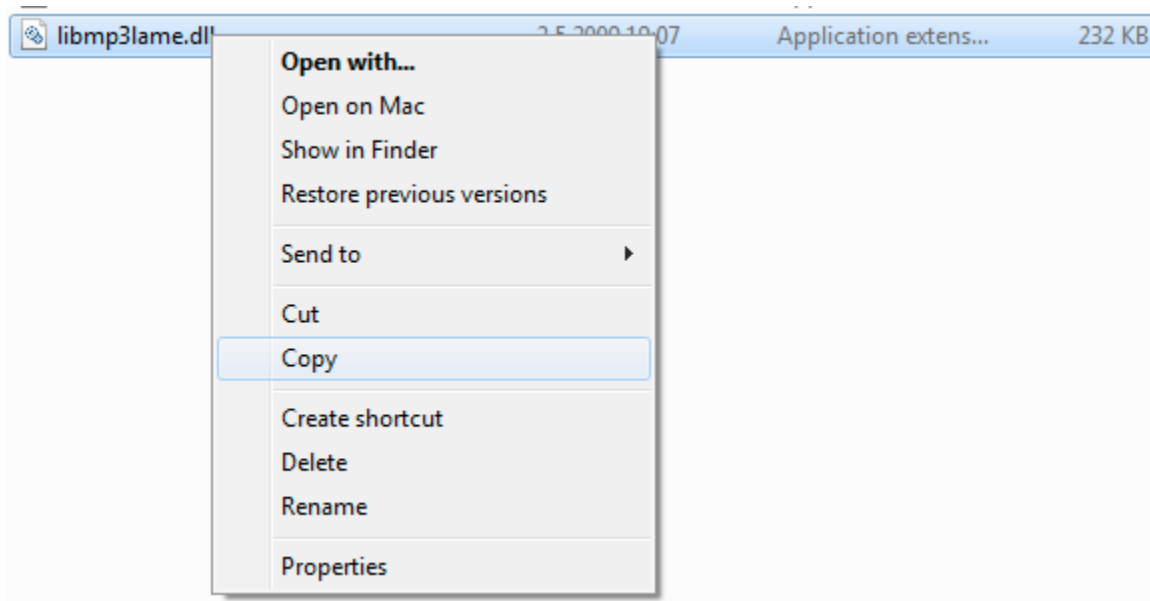 libmp3lame.dll 2.5.2009 19:07 Application extens... 232 KB
Open with...
Open on Mac
Show in Finder
Restore previous versions
Send to
Cut
Copy
Create shortcut
Delete
Rename
Properties